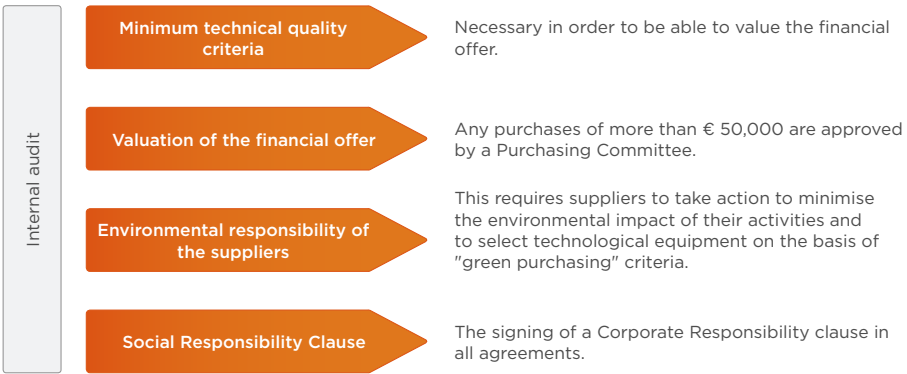 Internal audit
Minimum technical quality
criteria
Necessary in order to be able to value the financial
offer.
Valuation of the financial offer
Any purchases of more than € 50,000 are approved
by a Purchasing Committee.
Environmental responsibility of
the suppliers
This requires suppliers to take action to minimise
the environmental impact of their activities and
to select technological equipment on the basis of
"green purchasing" criteria.
Social Responsibility Clause
The signing of a Corporate Responsibility clause in
all agreements.